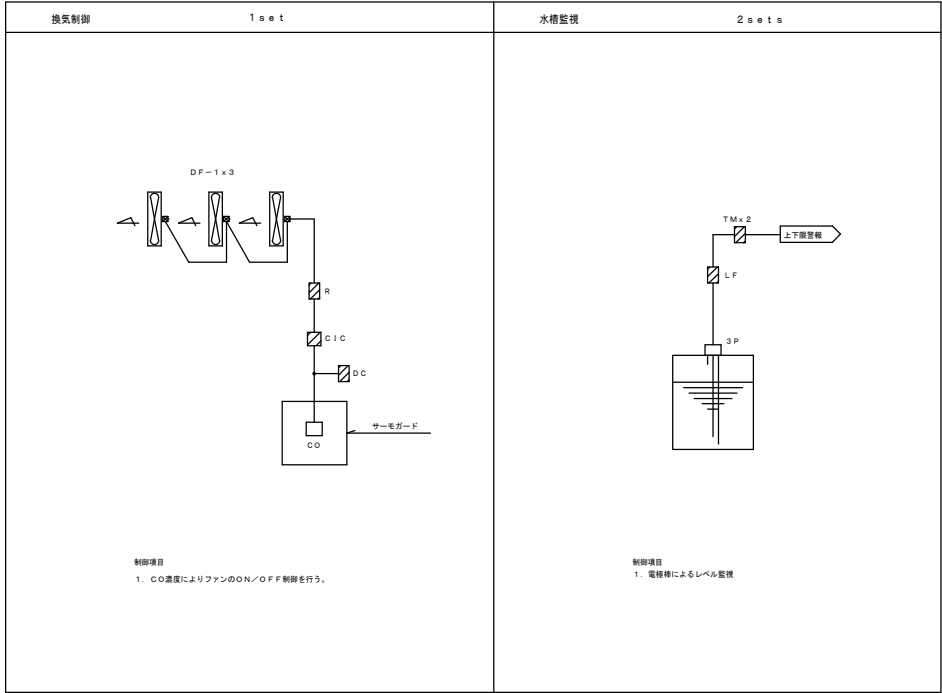 換気制御
１ｓｅｔ
ＤＦ－１ｘ３
Ｒ
ＣＩＣ
ＤＣ
サーモガード
ＣＯ
制御項目
１．ＣＯ濃度によりファンのＯＮ／ＯＦＦ制御を行う。
水槽監視
２ｓｅｔｓ
ＴＭｘ２
上下限警報
ＬＦ
３Ｐ
制御項目
１．電極棒によるレベル監視